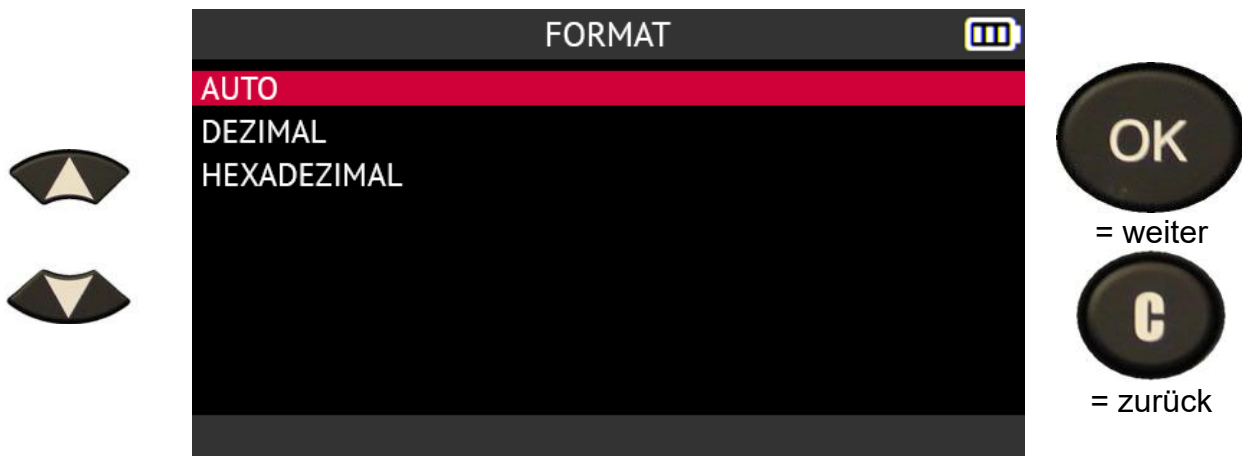 FORMAT
AUTO
DEZIMAL
HEXADEZIMAL
OK
= weiter
C
= zurück